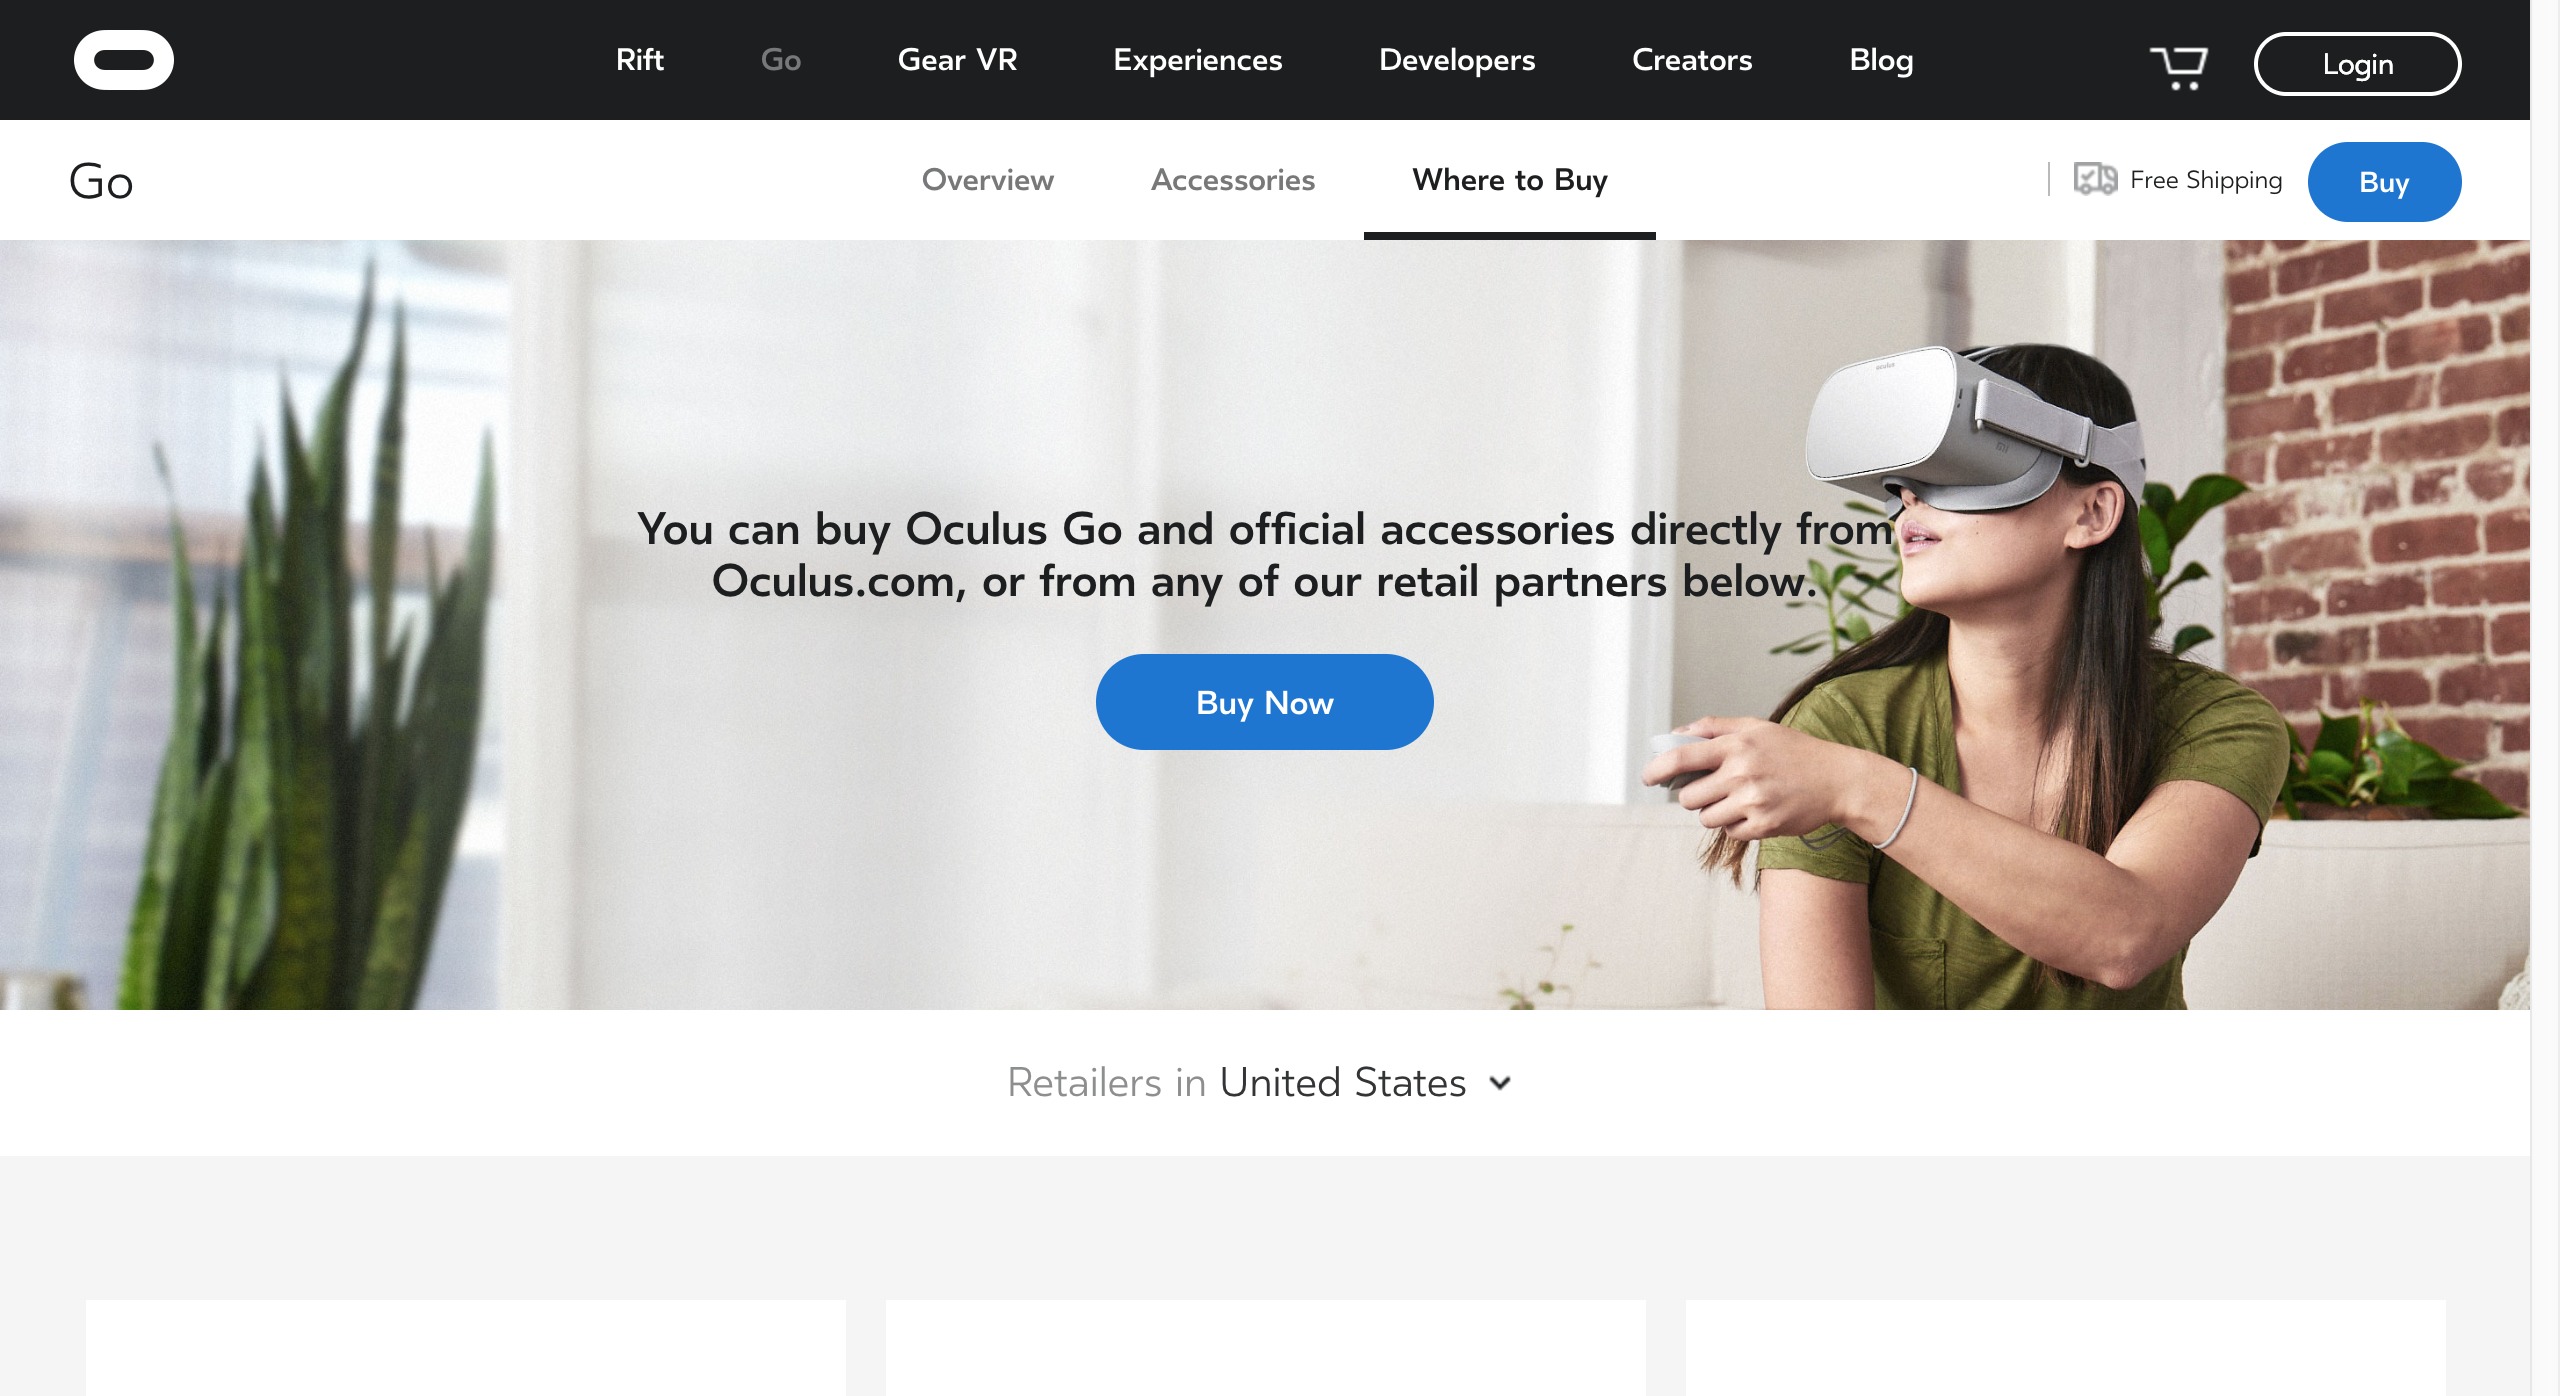 Rift Go Gear VR Experiences Developers Creators Blog Login
Go Overview Accessories Where to Buy Free Shipping Buy
oculus
You can buy Oculus Go and official accessories directly from
Oculus.com, or from any of our retail partners below.
Buy Now
Retailers in United States